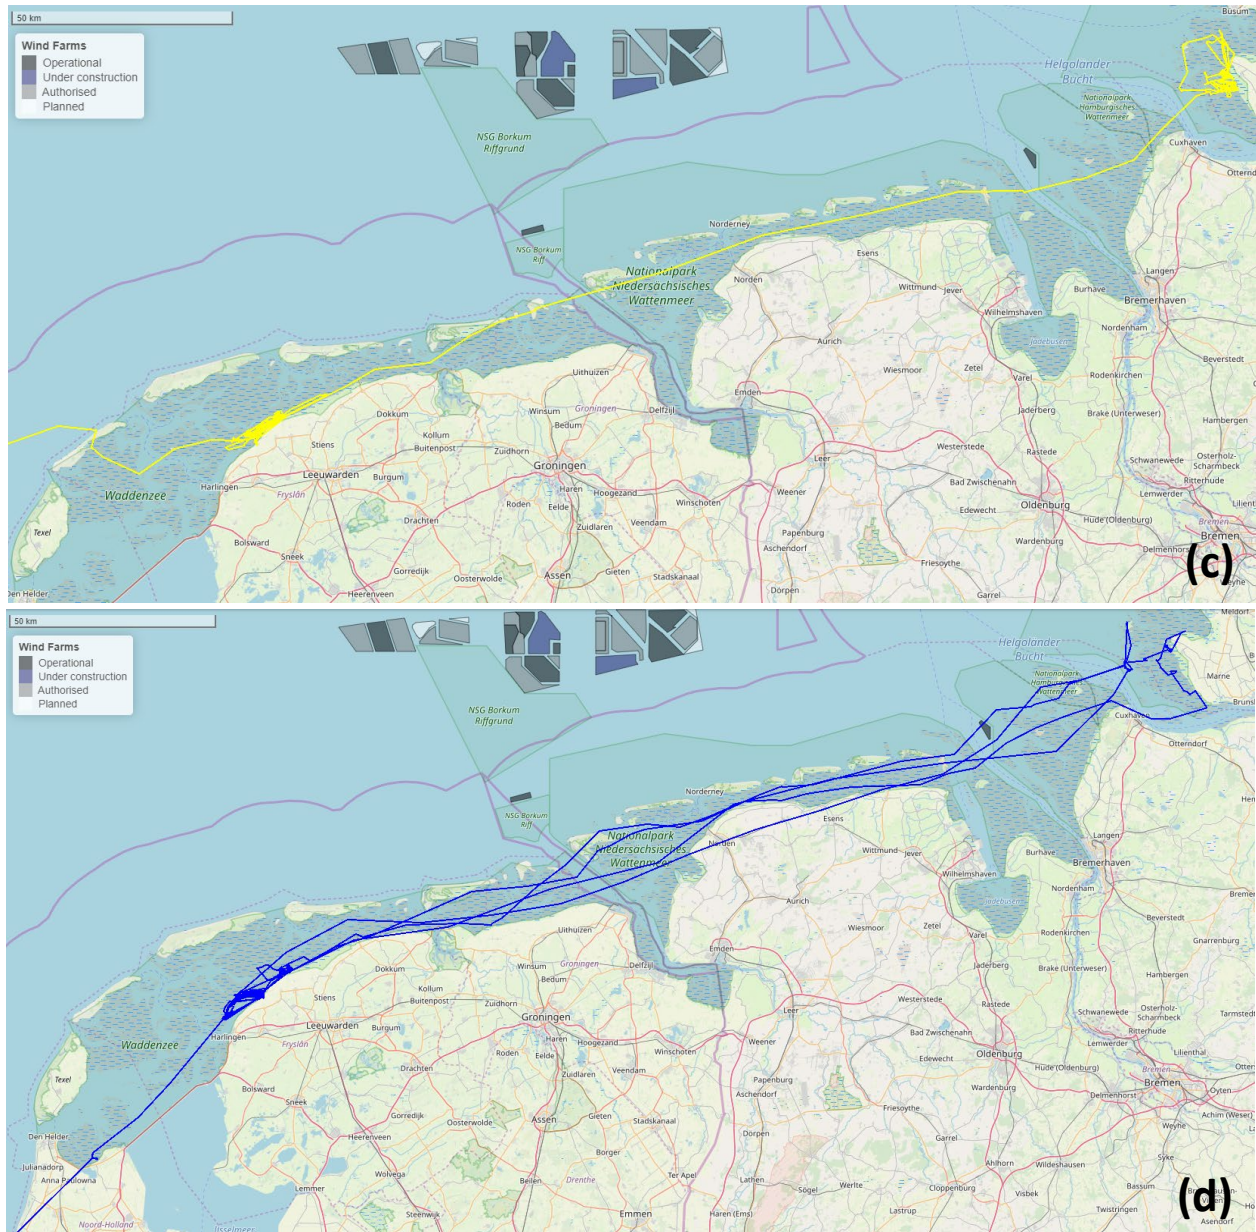 50 km
Wind Farms
Operational
Under construction
Authorised
Planned
Busum
Helgolander
Bucht
Nationalpark
Hamburgisches
Wattenmeer
NSG Borkum
Riffgrund
Cuxhaven
Otterndorf
Norderney
NSG Borkum
Riff
Nationalpark
Niedersächsisches
Wattenmeer
Norden
Esens
Wittmund
Jever
Wilhelmshaven
Langen
Burhave
Bremerhaven
Nordenham
Jadebusen
Beverstedt
Aurich
Wiesmoor
Zetel
Varel
Rodenkirchen
Uithuizen
Emden
Jaderberg
Brake (Unterweser)
Hambergen
Dokkum
Winsum
Groningen
Delfzijl
Stiens
Kollum
Bedum
Buitenpost
Zuidhorn
Leer
Westerstede
Rastede
Schwanewede
Osterholz-
Scharmbeck
Leeuwarden
Burgum
Groningen
Bad Zwischenahn
Lemwerder
Ritterhude
Waddenzee
Harlingen
Fryslân
Haren
Hoogezand
Winschoten
Weener
Edewecht
Oldenburg
Lilienthal
Roden
Eelde
Texel
Drachten
Zuidlaren
Veendam
Papenburg
Hude (Oldenburg)
Bremen
Bolsward
Sneek
Aschendorf
Friesoythe
Wardenburg
Delmenhorst
Bremen
Weyhe
Den Helder
Gorredijk
Oosterwolde
Assen
Gieten
Stadskanaal
Heerenveen
Dörpen
Garrel
Ahlhorn
Syke
(c)
50 km
Wind Farms
Operational
Under construction
Authorised
Planned
Meldorf
Helgolander
Bucht
Nationalpark
Wattenmeer
Marne
NSG Borkum
Riffgrund
Cuxhaven
Otterndorf
Norderney
NSG Borkum
Riff
Nationalpark
Niedersächsisches
Wattenmeer
Norden
Esens
Wittmund
Jever
Wilhelmshaven
Langen
Burhave
Bremerhaven
Nordenham
Jadebusen
Beverstedt
Aurich
Wiesmoor
Zetel
Varel
Rodenkirchen
Gnarrenburg
Uithuizen
Emden
Jaderberg
Brake (Unterweser)
Hambergen
Dokkum
Winsum
Groningen
Delfzijl
Stiens
Kollum
Bedum
Buitenpost
Zuidhorn
Leer
Westerstede
Rastede
Schwanewede
Osterholz-
Scharmbeck
Leeuwarden
Burgum
Groningen
Bad Zwischenahn
Lemwerder
Ritterhude
Waddenzee
Harlingen
Fryslân
Haren
Hoogezand
Winschoten
Weener
Edewecht
Oldenburg
Lilienthal
Roden
Eelde
Texel
Drachten
Zuidlaren
Veendam
Papenburg
Hude (Oldenburg)
Bremen
Oyten
Bolsward
Sneek
Aschendorf
Friesoythe
Wardenburg
Delmenhorst
Bremen
Achim (Weser)
Weyhe
Den Helder
Gorredijk
Oosterwolde
Assen
Gieten
Stadskanaal
Julianadorp
Heerenveen
Dörpen
Garrel
Ahlhorn
Wildeshausen
Syke
Anna Paulowna
Wolvega
Borger
Lemmer
Beilen
Drenthe
Ter Apel
Lathen
Sögel
Werlte
Cloppenburg
Visbek
Bassum
Noord-Holland
IJsselmeer
Steenwijk
Emmen
Haren (Ems)
Lastrup
Twistringen
Asendorf
(d)